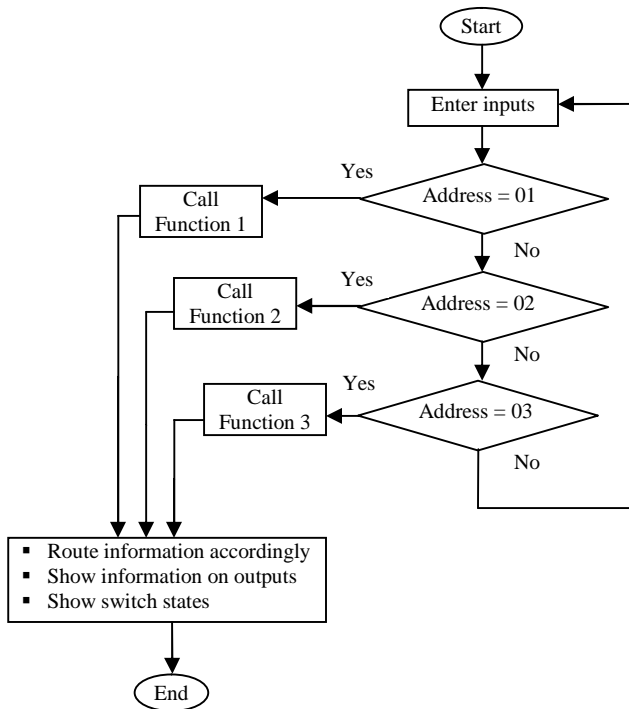 Start
Enter inputs
Yes
Call
Function 1
Address = 01
No
Yes
Call
Function 2
Address = 02
No
Yes
Call
Function 3
Address = 03
No
▪ Route information accordingly
▪ Show information on outputs
▪ Show switch states
End